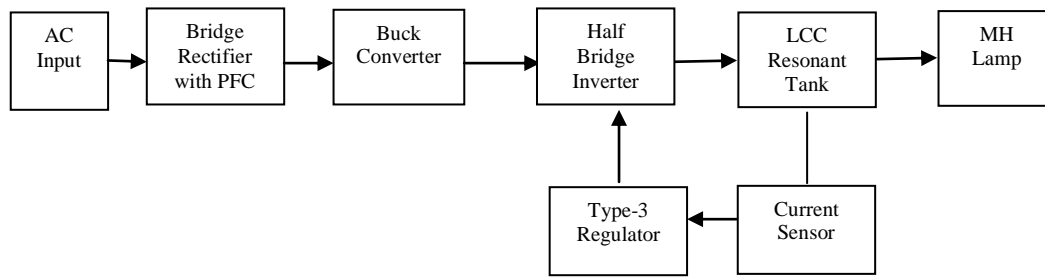 AC
Input
Bridge
Rectifier
with PFC
Buck
Converter
Half
Bridge
Inverter
LCC
Resonant
Tank
MH
Lamp
Type-3
Regulator
Current
Sensor